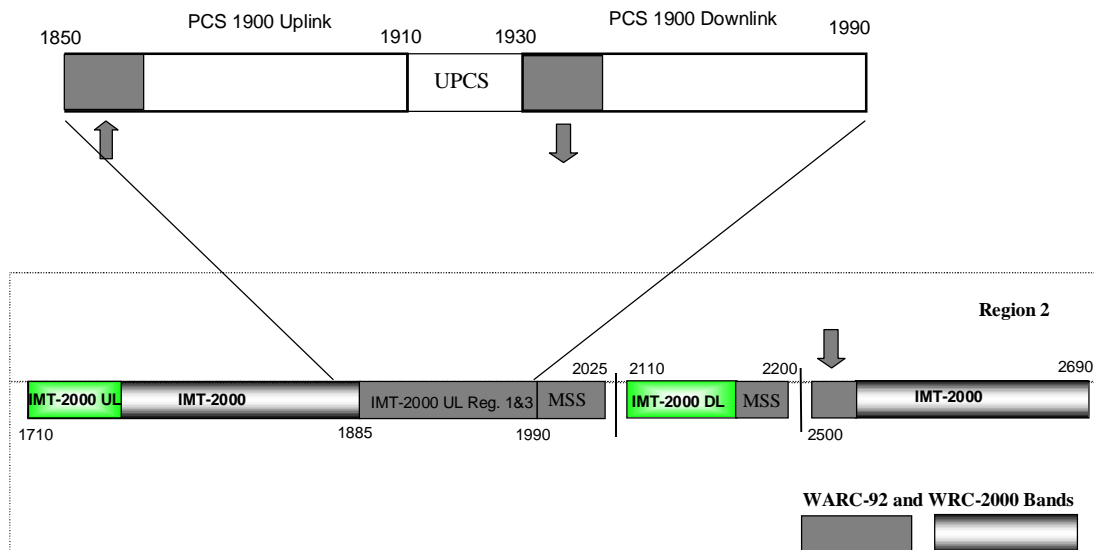 PCS 1900 Uplink
PCS 1900 Downlink
1850
1910
1930
1990
UPCS
Region 2
2025
2110
2200
2690
IMT-2000 UL
IMT-2000
IMT-2000 UL Reg. 1&3
MSS
IMT-2000 DL
MSS
IMT-2000
1710
1885
1990
2500
WARC-92 and WRC-2000 Bands